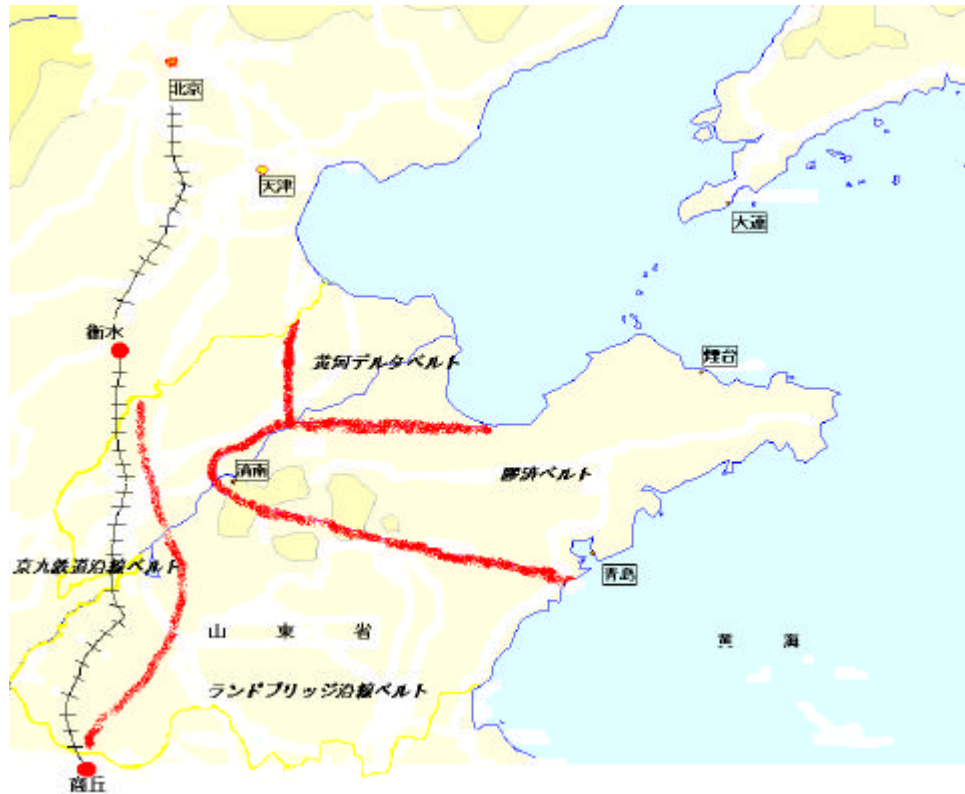 北京
天津
大連
衡水
黄河デルタベルト
煙台
済南
膠済ベルト
京九鉄道沿線ベルト
青島
山東省
黄海
ランドブリッジ沿線ベルト
商丘